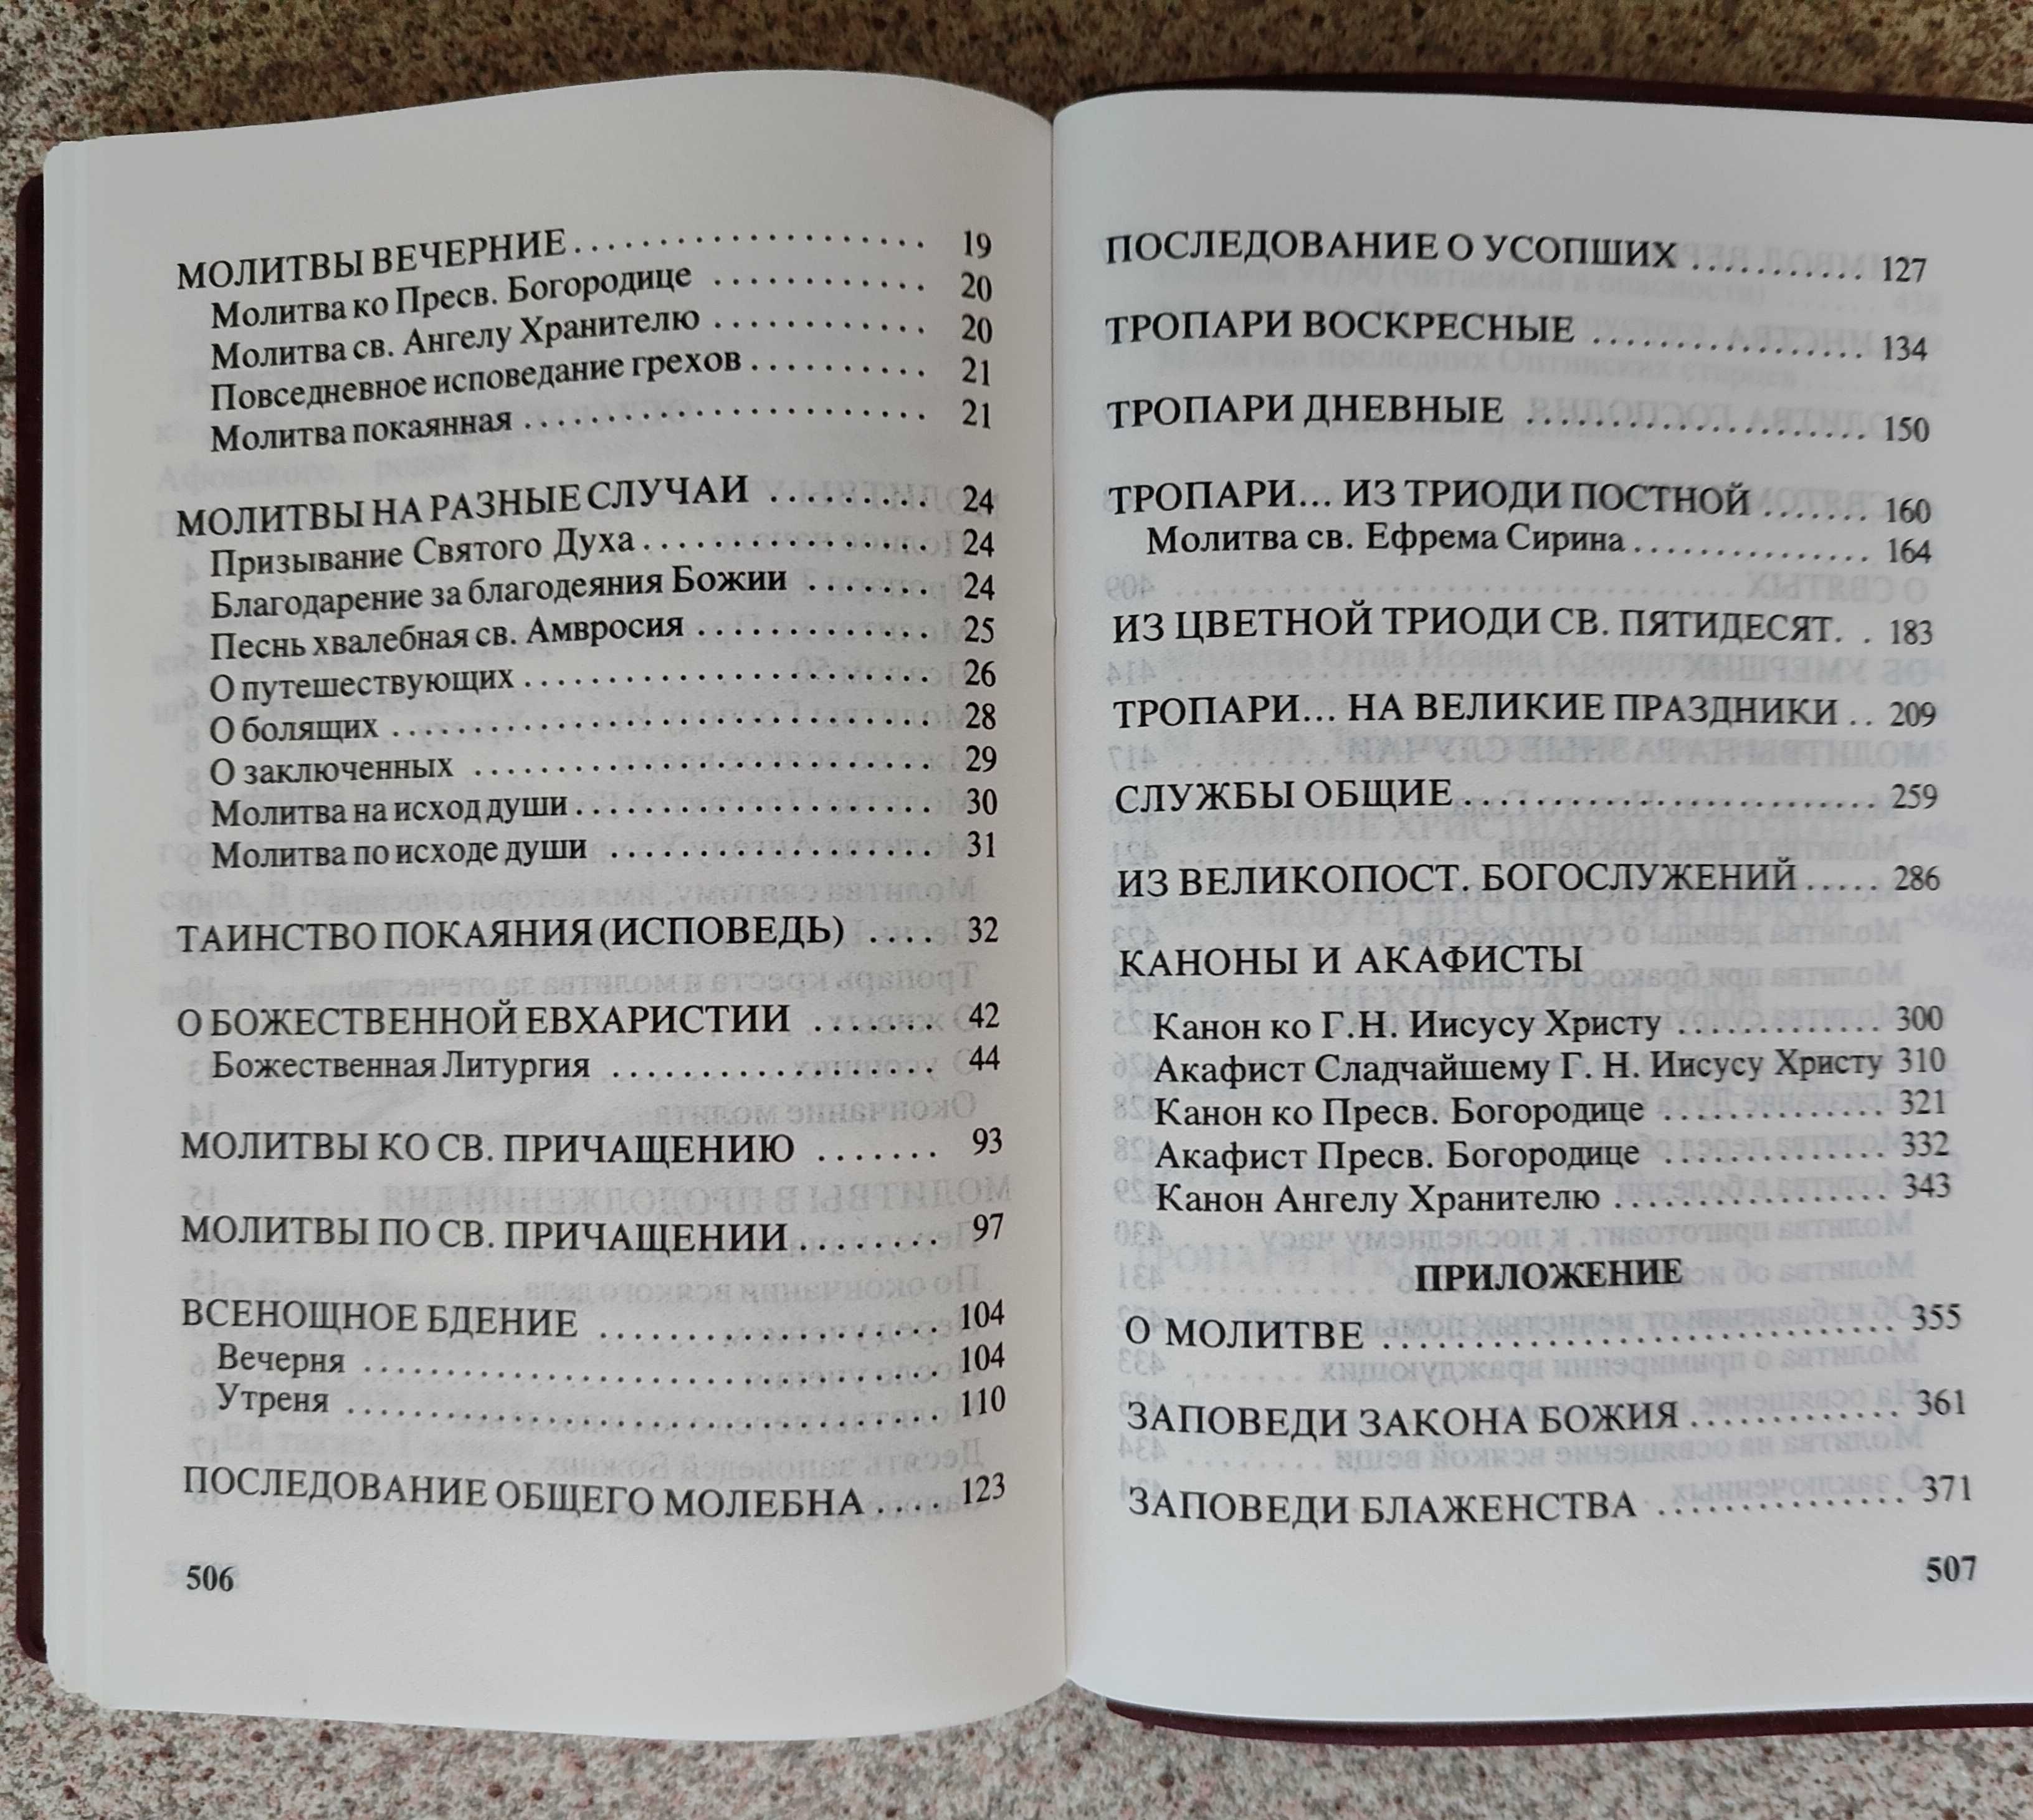 МОЛИТВЫ ВЕЧЕРНИЕ .................... 19
Молитва ко Пресв. Богородице ............ 20
Молитва св. Ангелу Хранителю ............ 20
Повседневное исповедание грехов .......... 21
Молитва покаянная ....................... 21
МОЛИТВЫ НА РАЗНЫЕ СЛУЧАИ ......... 24
Призывание Святого Духа ................ 24
Благодарение за благодеяния Божии ....... 24
Песнь хвалебная св. Амвросия ............. 25
О путешествующих ....................... 26
О болящих .............................. 28
О заключенных .......................... 29
Молитва на исход души ................... 30
Молитва по исходе души .................. 31
ТАИНСТВО ПОКАЯНИЯ (ИСПОВЕДЬ) .... 32
О БОЖЕСТВЕННОЙ ЕВХАРИСТИИ ....... 42
Божественная Литургия .................. 44
МОЛИТВЫ КО СВ. ПРИЧАЩЕНИЮ ....... 93
МОЛИТВЫ ПО СВ. ПРИЧАЩЕНИИ ........ 97
ВСЕНОЩНОЕ БДЕНИЕ ................... 104
Вечерня ................................ 104
Утреня ................................. 110
ПОСЛЕДОВАНИЕ ОБЩЕГО МОЛЕБНА .... 123
506
ПОСЛЕДОВАНИЕ О УСОПШИХ ........... 127
ТРОПАРИ ВОСКРЕСНЫЕ ................. 134
ТРОПАРИ ДНЕВНЫЕ ..................... 150
ТРОПАРИ... ИЗ ТРИОДИ ПОСТНОЙ ....... 160
Молитва св. Ефрема Сирина ............... 164
ИЗ ЦВЕТНОЙ ТРИОДИ СВ. ПЯТИДЕСЯТ. . 183
ТРОПАРИ... НА ВЕЛИКИЕ ПРАЗДНИКИ .. 209
СЛУЖБЫ ОБЩИЕ ......................... 259
ИЗ ВЕЛИКОПОСТ. БОГОСЛУЖЕНИЙ ..... 286
КАНОНЫ И АКАФИСТЫ
Канон ко Г.Н. Иисусу Христу ............. 300
Акафист Сладчайшему Г. Н. Иисусу Христу 310
Канон ко Пресв. Богородице .............. 321
Акафист Пресв. Богородице .............. 332
Канон Ангелу Хранителю ................. 343
ПРИЛОЖЕНИЕ
О МОЛИТВЕ ............................. 355
ЗАПОВЕДИ ЗАКОНА БОЖИЯ ............. 361
ЗАПОВЕДИ БЛАЖЕНСТВА ............... 371
507